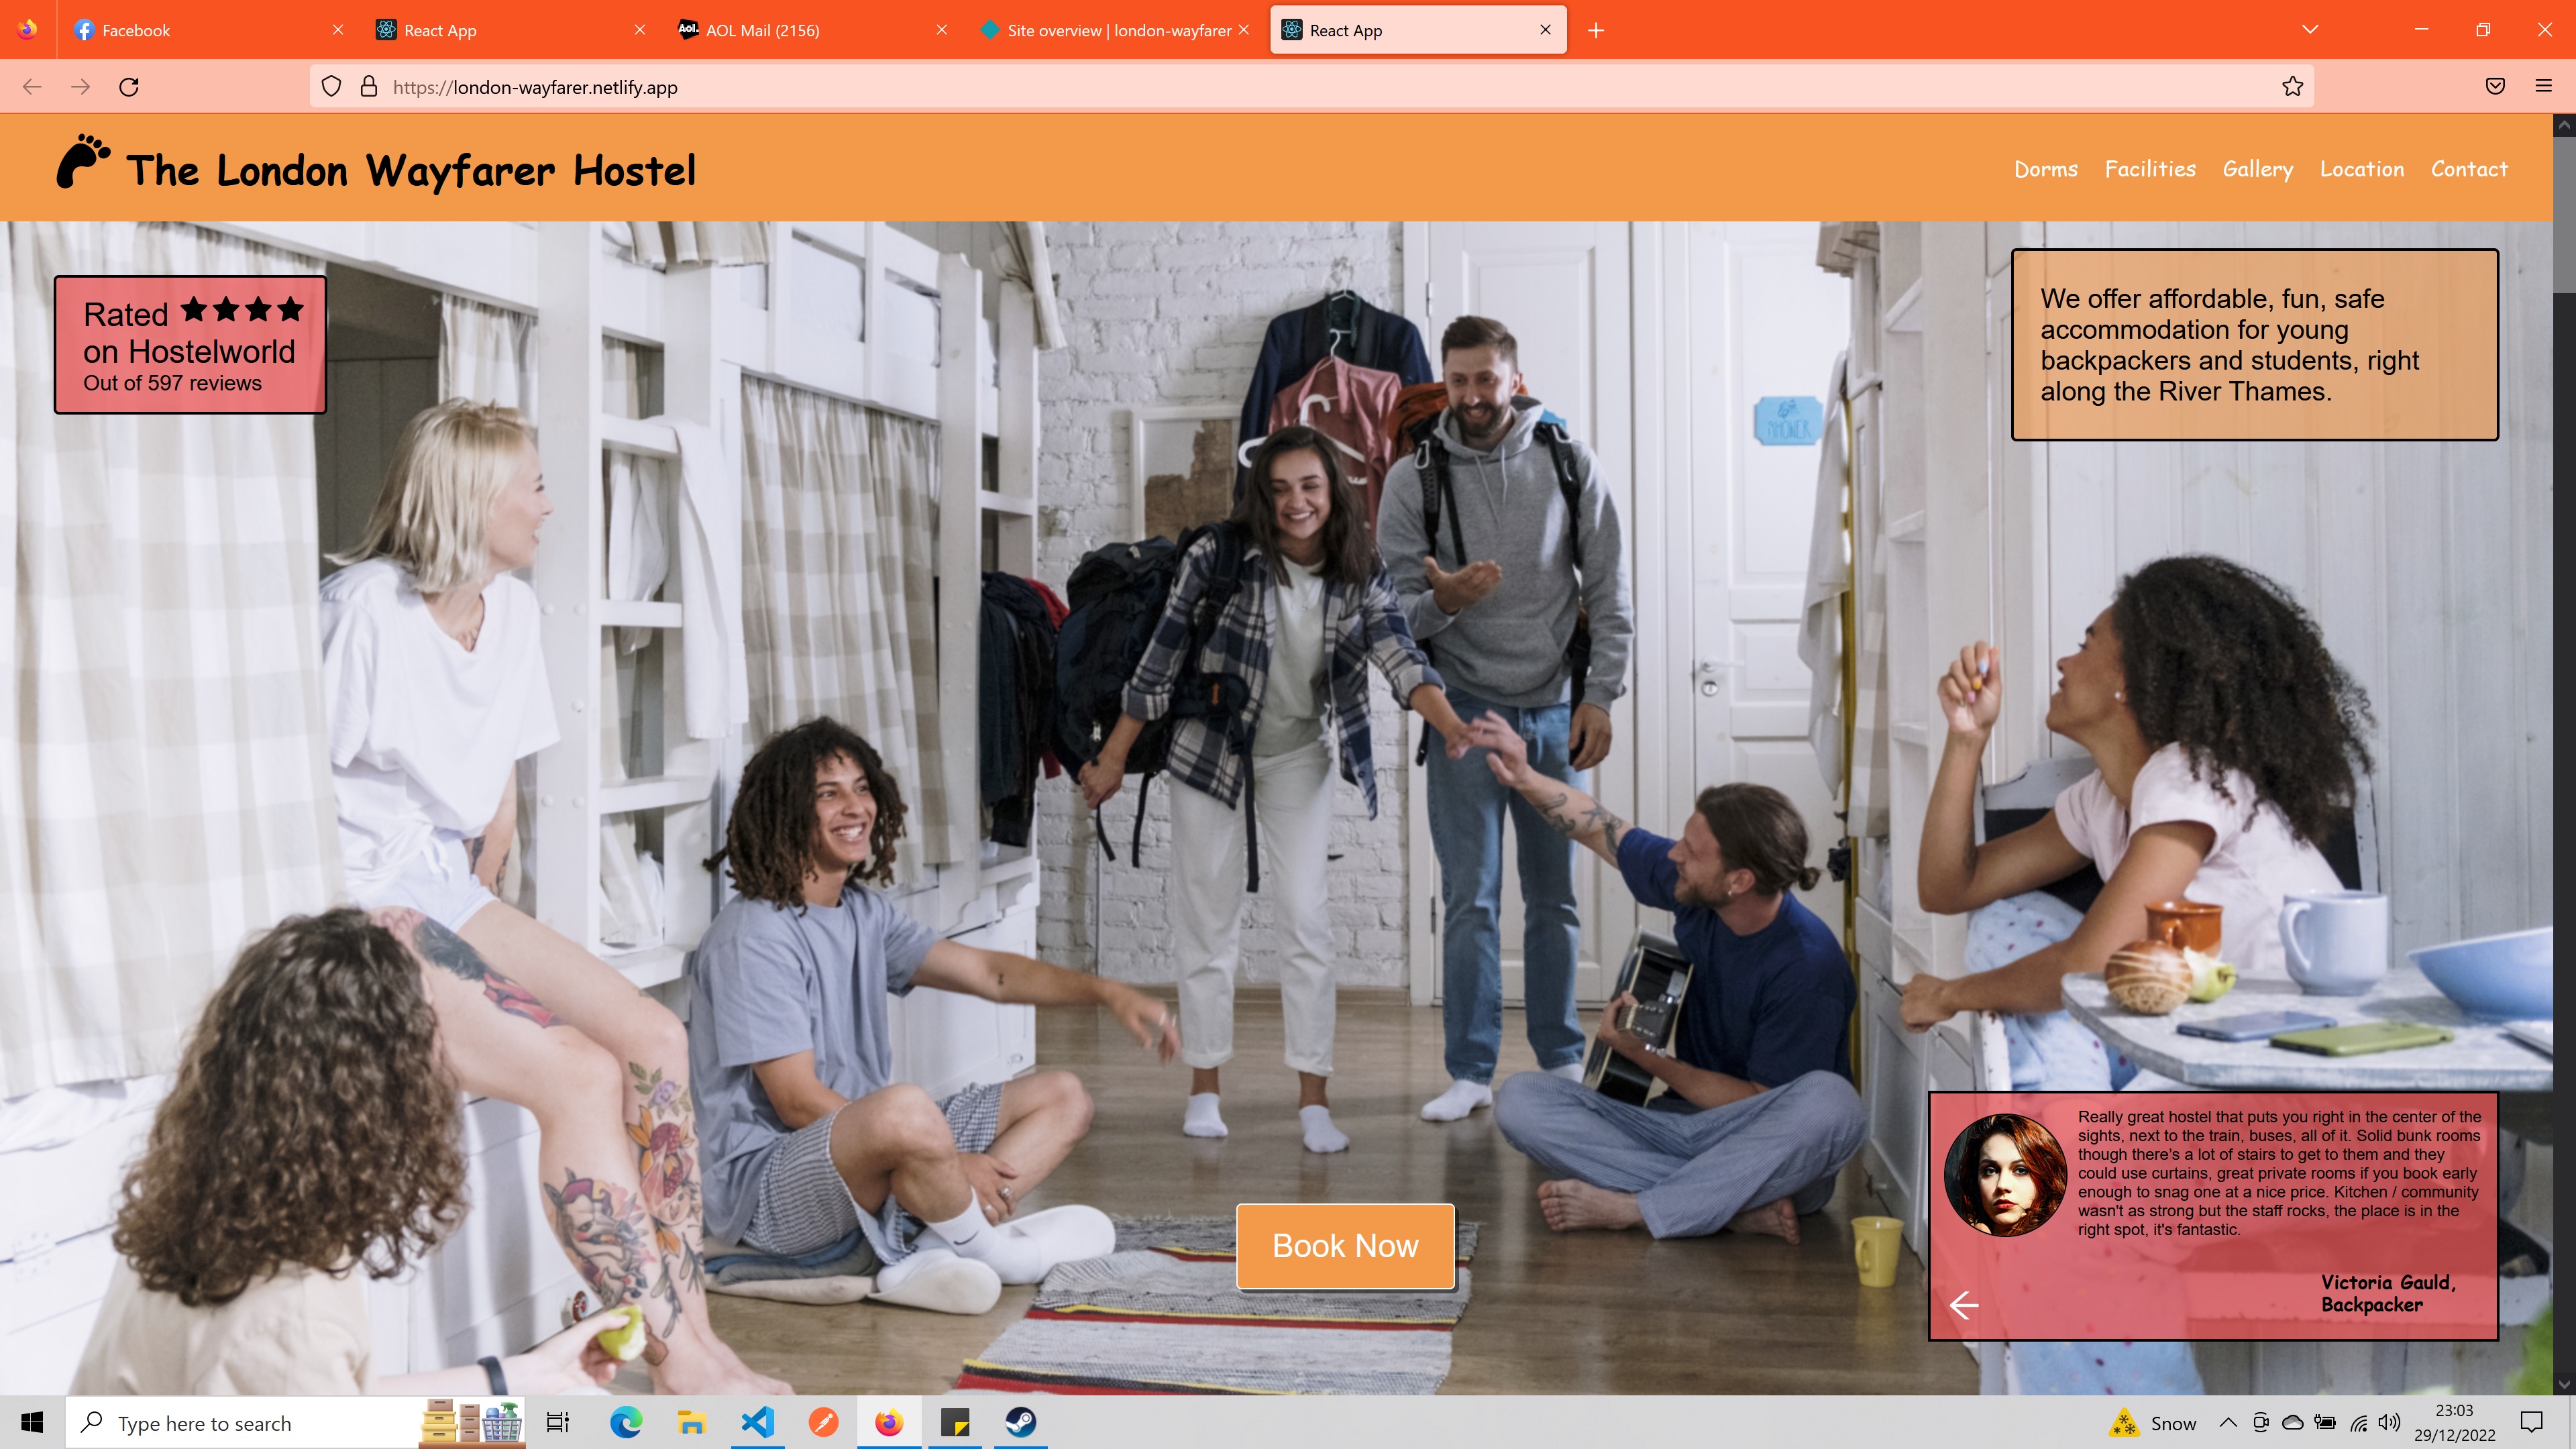 Facebook
React App
AOL Mail (2156)
Site overview | london-wayfarer
React App
https://london-wayfarer.netlify.app
The London Wayfarer Hostel
Dorms Facilities Gallery Location Contact
Rated
on Hostelworld
Out of 597 reviews
We offer affordable, fun, safe
accommodation for young
backpackers and students, right
along the River Thames.
Really great hostel that puts you right in the center of the
sights, next to the train, buses, all of it. Solid bunk rooms
though there's a lot of stairs to get to them and they
could use curtains, great private rooms if you book early
enough to snag one at a nice price. Kitchen / community
wasn't as strong but the staff rocks, the place is in the
right spot, it's fantastic.
Victoria Gauld,
Backpacker
Book Now
Type here to search
Snow
23:03
29/12/2022